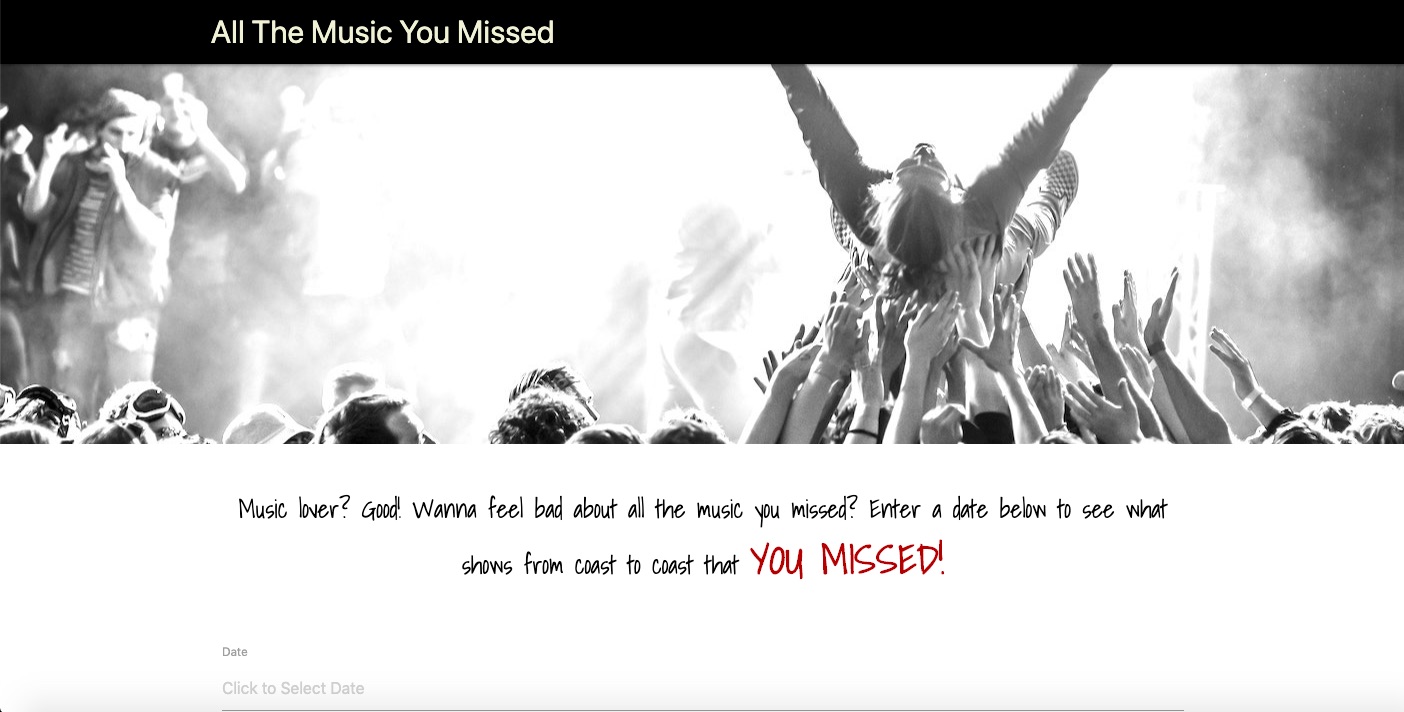 All The Music You Missed
Music lover? Good! Wanna feel bad about all the music you missed? Enter a date below to see what
shows from coast to coast that YOU MISSED!
Date
Click to Select Date